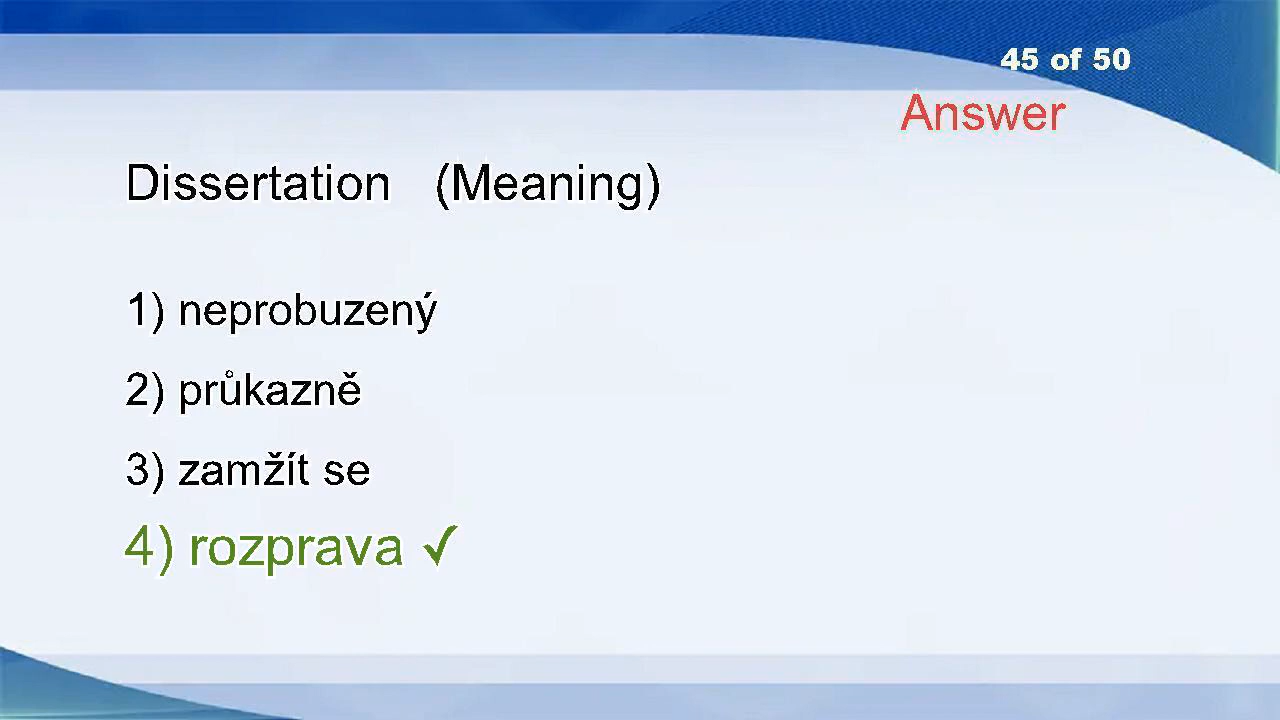 45 of 50
Answer
Dissertation (Meaning)
1) neprobuzený
2) průkazně
3) zamžít se
4) rozprava ✓